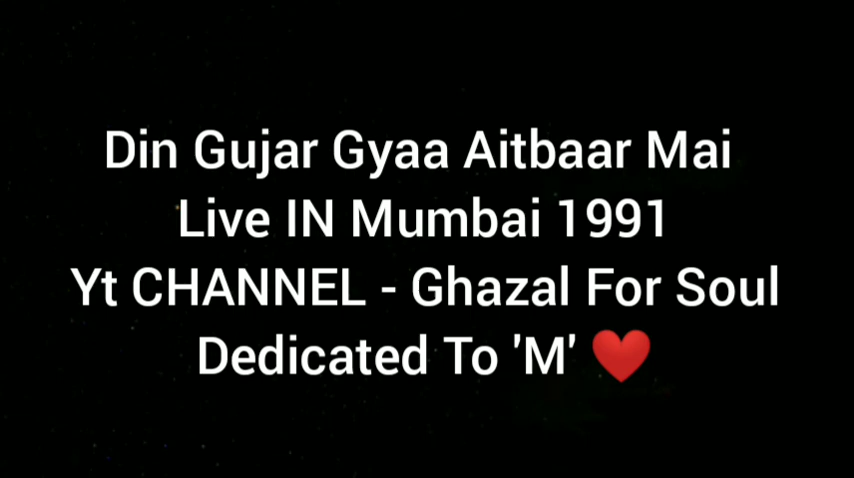 Din Gujar Gyaa Aitbaar Mai
Live IN Mumbai 1991
Yt CHANNEL - Ghazal For Soul
Dedicated To 'M' ❤️